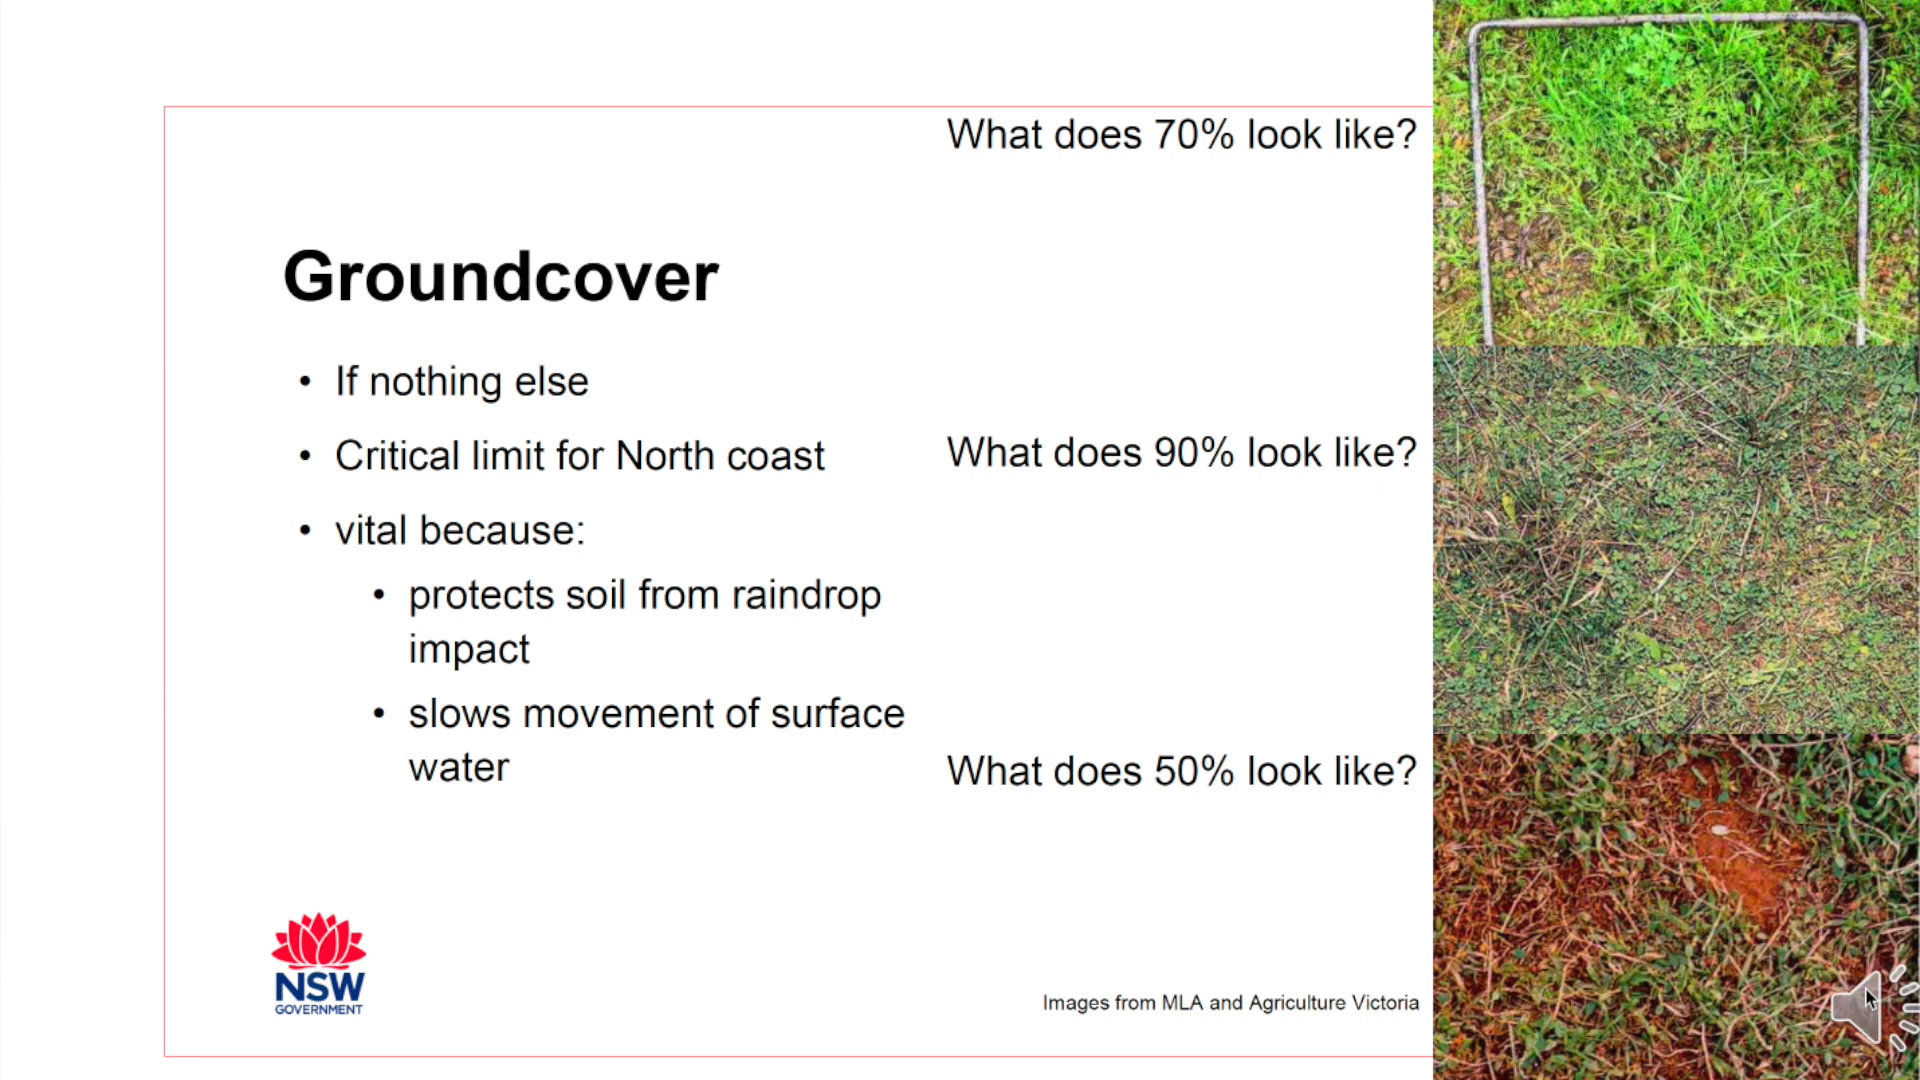 Groundcover
• If nothing else
• Critical limit for North coast
• vital because:
• protects soil from raindrop
impact
• slows movement of surface
water
What does 70% look like?
What does 90% look like?
What does 50% look like?
NSW
GOVERNMENT
Images from MLA and Agriculture Victoria